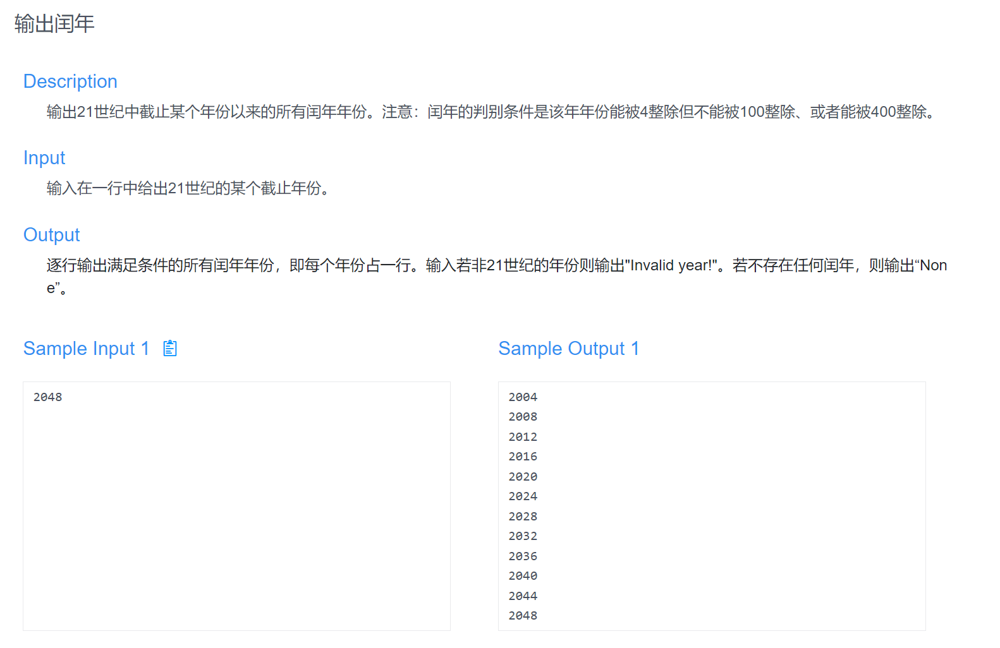 输出闰年
Description
输出21世纪中截止某个年份以来的所有闰年年份。注意：闰年的判别条件是该年年份能被4整除但不能被100整除、或者能被400整除。
Input
输入在一行中给出21世纪的某个截止年份。
Output
逐行输出满足条件的所有闰年年份，即每个年份占一行。输入若非21世纪的年份则输出"Invalid year!"。若不存在任何闰年，则输出“Non
e”。
Sample Input 1
2048
Sample Output 1
2004
2008
2012
2016
2020
2024
2028
2032
2036
2040
2044
2048